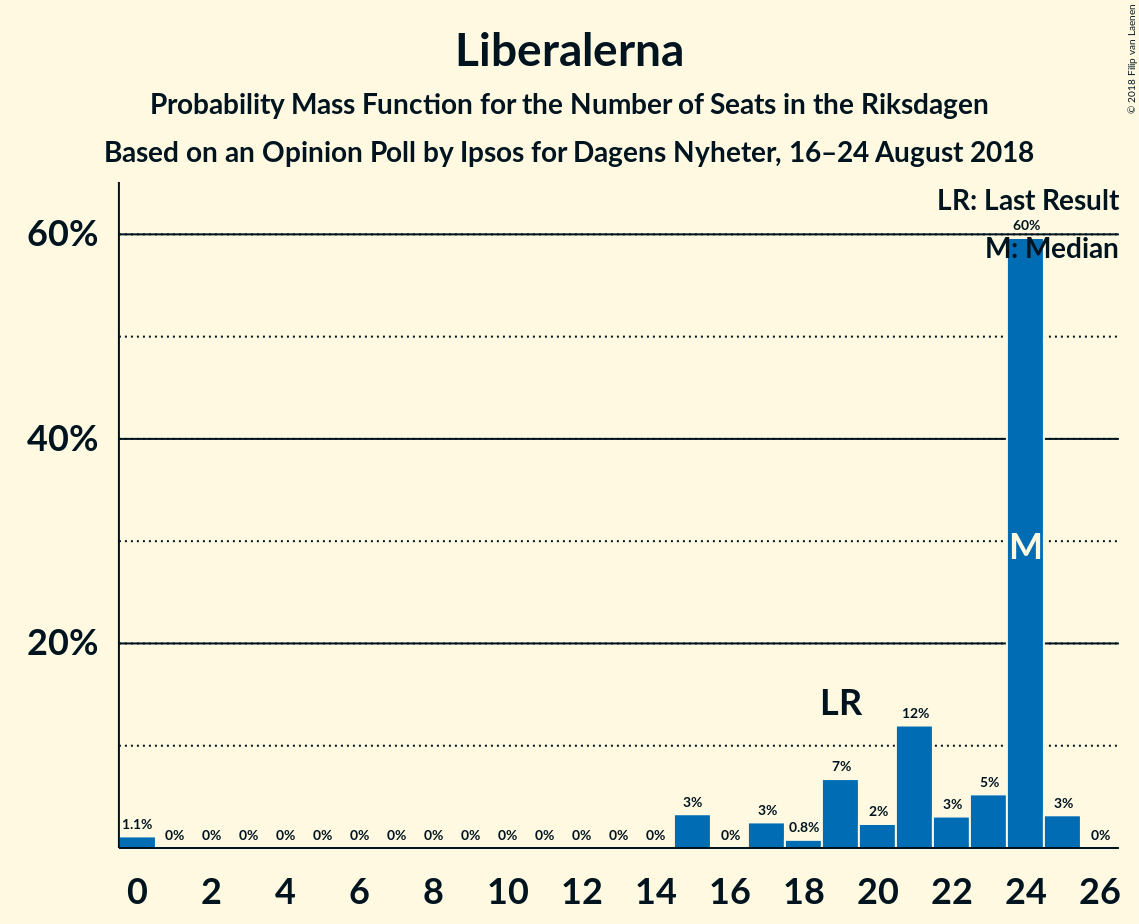 Liberalerna
Probability Mass Function for the Number of Seats in the Riksdagen
Based on an Opinion Poll by Ipsos for Dagens Nyheter, 16–24 August 2018
© 2018 Filip van Laenen
LR: Last Result
M: Median
60%
40%
20%
1.1% 0% 0% 0% 0% 0% 0% 0% 0% 0% 0% 0% 0% 0% 0% 3% 0% 3% 0.8% 7% 2% 12% 3% 5% 60% 3% 0%
LR
M
0 2 4 6 8 10 12 14 16 18 20 22 24 26